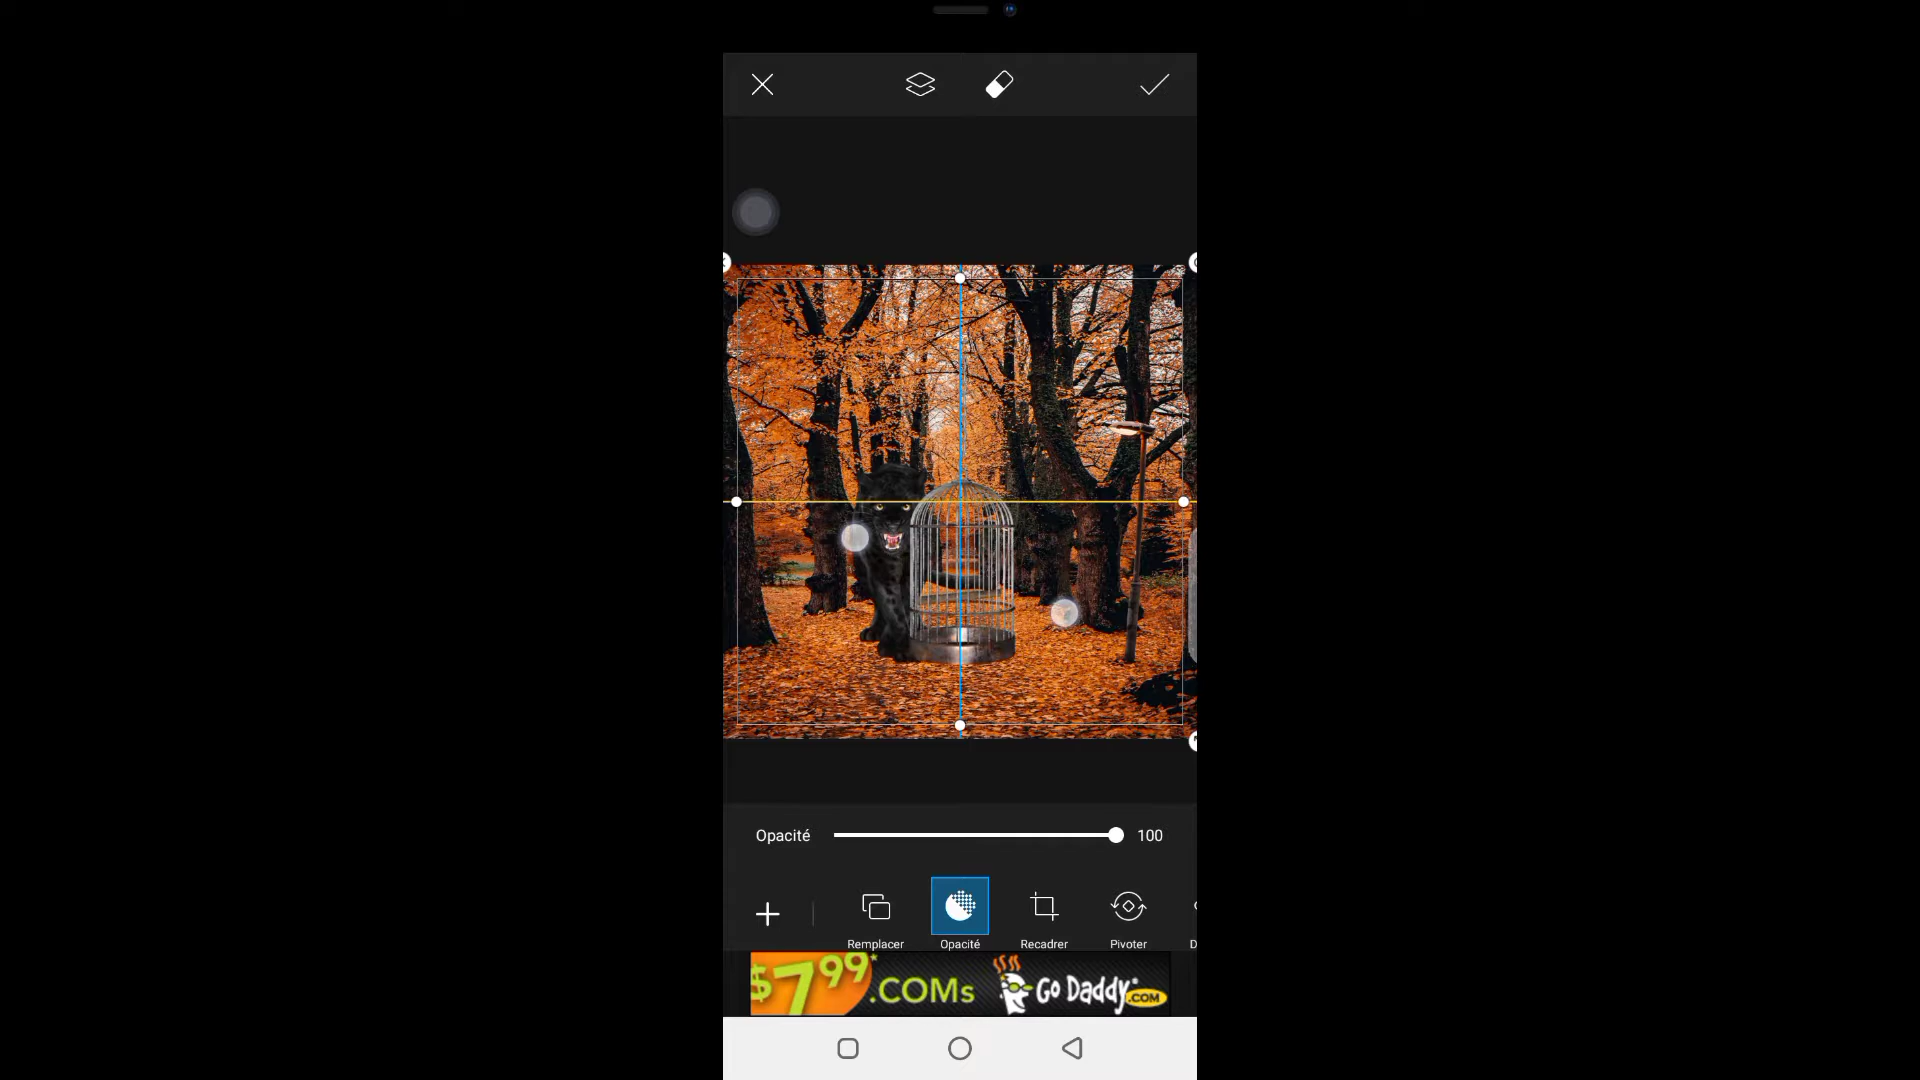 Opacité 100
Remplacer Opacité Recadrer Pivoter D
$7.99* .COMs Go Daddy .COM